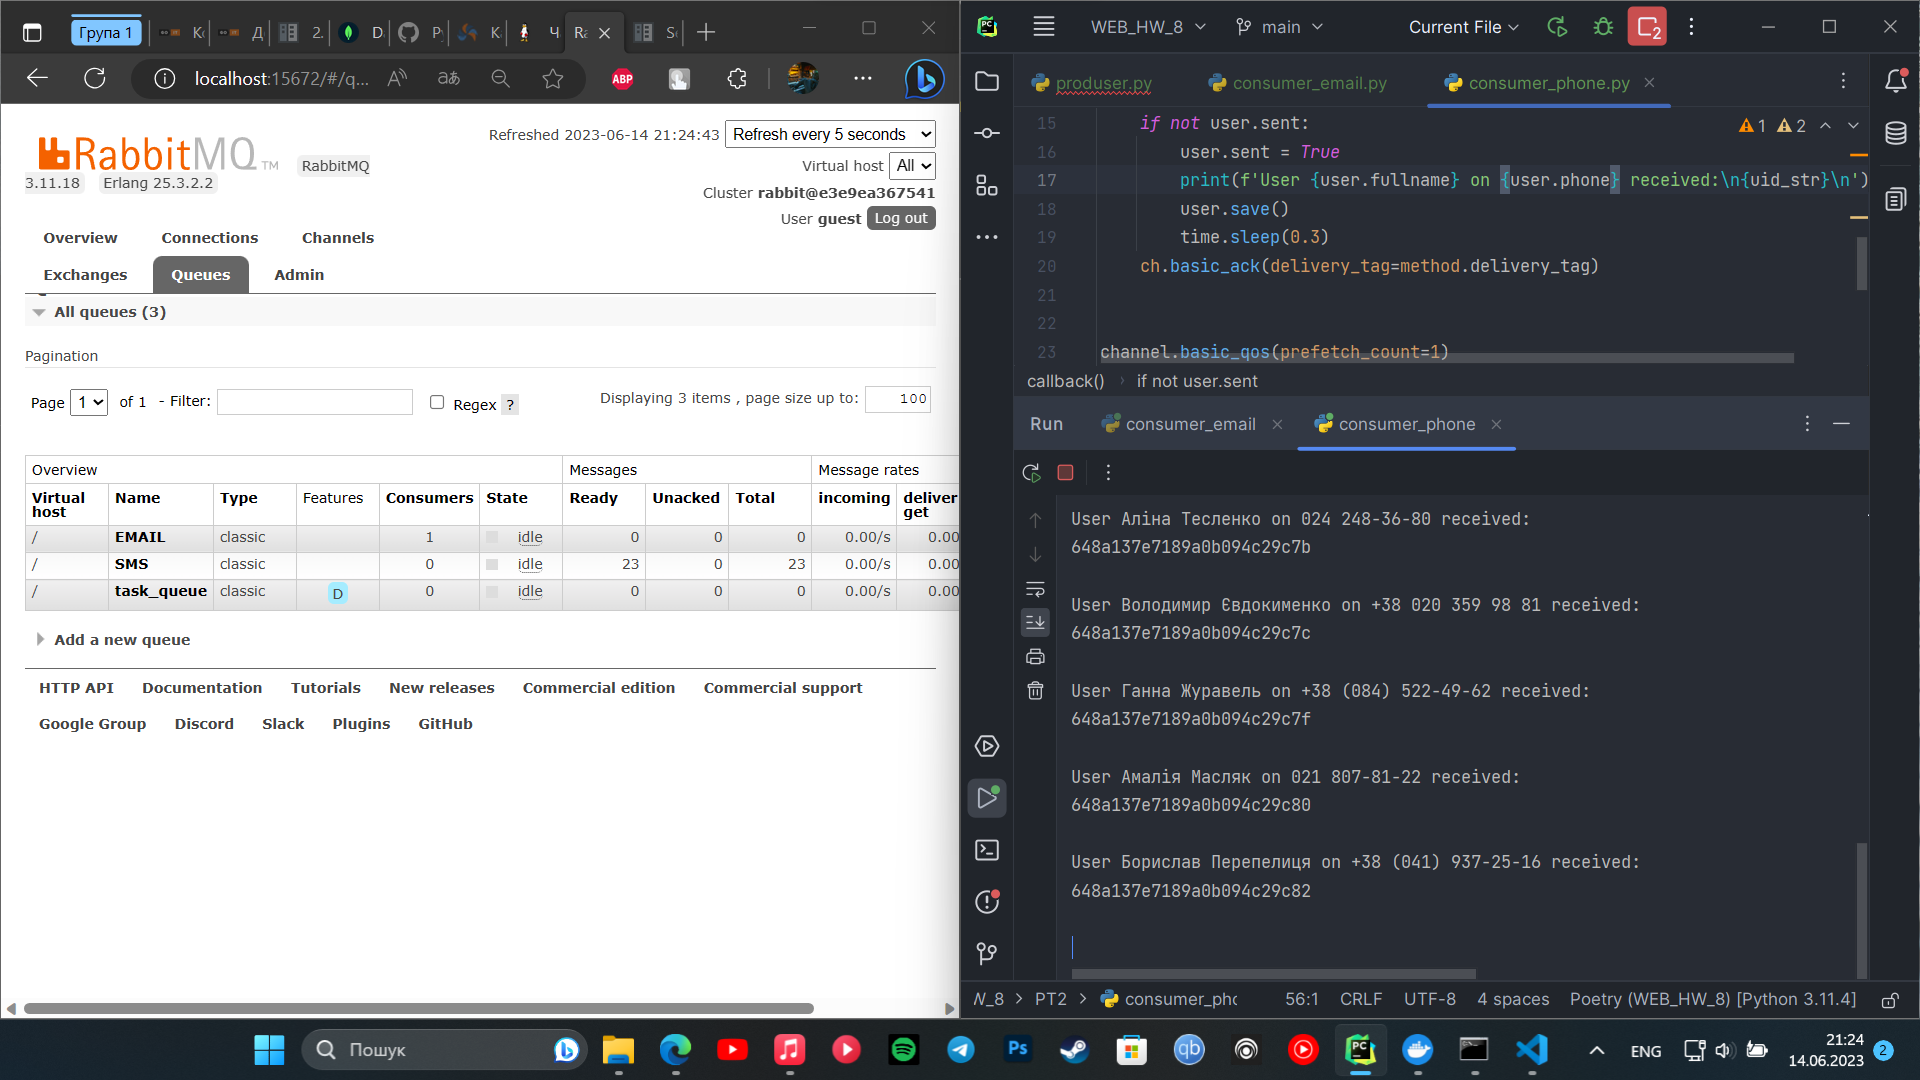 Група 1
Кс
Д
2.
D
Py
К
Ч
Ra
Sc
localhost:15672/#/q...
ABP
RabbitMQ TM
RabbitMQ
3.11.18
Erlang 25.3.2.2
Refreshed 2023-06-14 21:24:43
Refresh every 5 seconds
Virtual host All
Cluster rabbit@e3e9ea367541
User guest Log out
Overview Connections Channels
Exchanges Queues Admin
All queues (3)
Pagination
Page 1 of 1 - Filter: Regex ?
Displaying 3 items , page size up to: 100
Overview Messages Message rates
Virtual host Name Type Features Consumers State Ready Unacked Total incoming deliver get
/ EMAIL classic 1 idle 0 0 0 0.00/s 0.00
/ SMS classic 0 idle 23 0 23 0.00/s 0.00
/ task_queue classic D 0 idle 0 0 0 0.00/s 0.00
Add a new queue
HTTP API Documentation Tutorials New releases Commercial edition Commercial support
Google Group Discord Slack Plugins GitHub
PC WEB_HW_8 main Current File 2
produser.py consumer_email.py consumer_phone.py
1 2
15 if not user.sent:
16 user.sent = True
17 print(f'User {user.fullname} on {user.phone} received:\n{uid_str}\n')
18 user.save()
19 time.sleep(0.3)
20 ch.basic_ack(delivery_tag=method.delivery_tag)
21
22
23 channel.basic_qos(prefetch_count=1)
callback() if not user.sent
Run consumer_email consumer_phone
User Аліна Тесленко on 024 248-36-80 received:
648a137e7189a0b094c29c7b
User Володимир Євдокименко on +38 020 359 98 81 received:
648a137e7189a0b094c29c7c
User Ганна Журавель on +38 (084) 522-49-62 received:
648a137e7189a0b094c29c7f
User Амалія Масляк on 021 807-81-22 received:
648a137e7189a0b094c29c80
User Борислав Перепелиця on +38 (041) 937-25-16 received:
648a137e7189a0b094c29c82
PT2 56:1 CRLF UTF-8 4 spaces Poetry (WEB_HW_8) [Python 3.11.4]
Пошук
Ps
qb
PC
ENG
21:24
14.06.2023
2